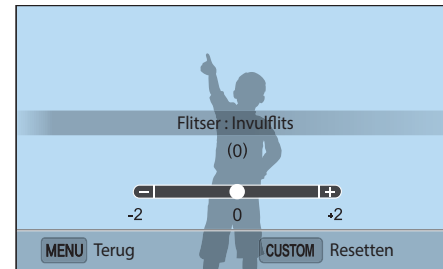 Flitser : Invulflits
(0)
-2 0 +2
MENU Terug CUSTOM Resetten